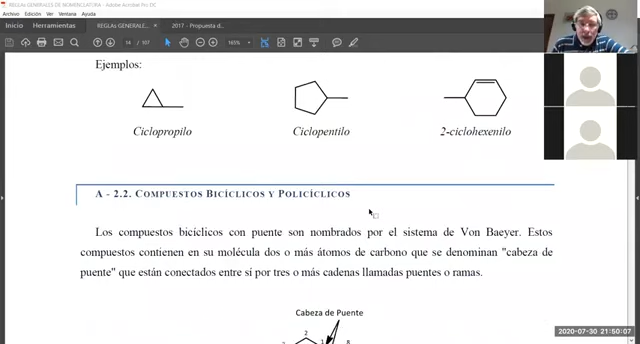 REGLAS GENERALES DE NOMENCLATURA - Adobe Acrobat Pro DC
Archivo Edición Ver Ventana Ayuda
Inicio Herramientas REGLAS GENERALE... × 2017 - Propuesta d...
14 / 107 165%
Ejemplos:
Ciclopropilo Ciclopentilo 2-ciclohexenilo
A - 2.2. COMPUESTOS BICÍCLICOS Y POLICÍCLICOS
Los compuestos bicíclicos con puente son nombrados por el sistema de Von Baeyer. Estos
compuestos contienen en su molécula dos o más átomos de carbono que se denominan "cabeza de
puente" que están conectados entre sí por tres o más cadenas llamadas puentes o ramas.
Cabeza de Puente
2
1
8
2020-07-30 21:50:07